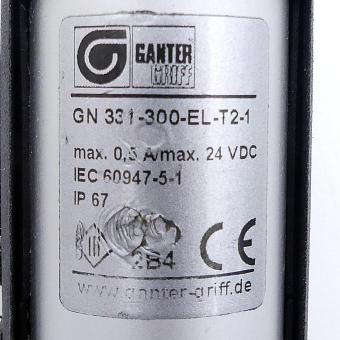 GANTER
GRIFF
GN 331-300-EL-T2-1
max. 0,5 A/max. 24 VDC
IEC 60947-5-1
IP 67
2B4
CE
www.ganter-griff.de